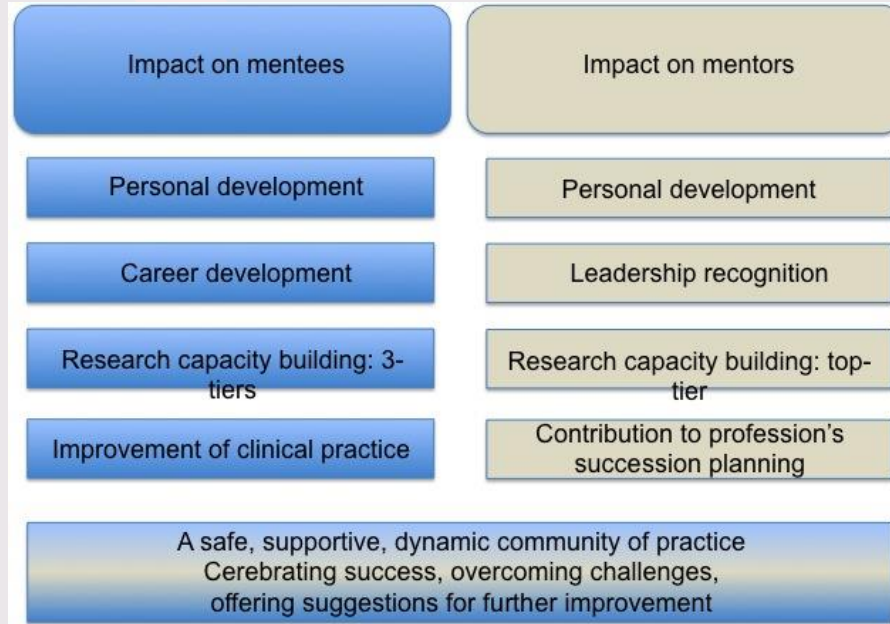 Impact on mentees
Impact on mentors
Personal development
Personal development
Career development
Leadership recognition
Research capacity building: 3-
tiers
Research capacity building: top-
tier
Improvement of clinical practice
Contribution to profession's
succession planning
A safe, supportive, dynamic community of practice
Cerebrating success, overcoming challenges,
offering suggestions for further improvement